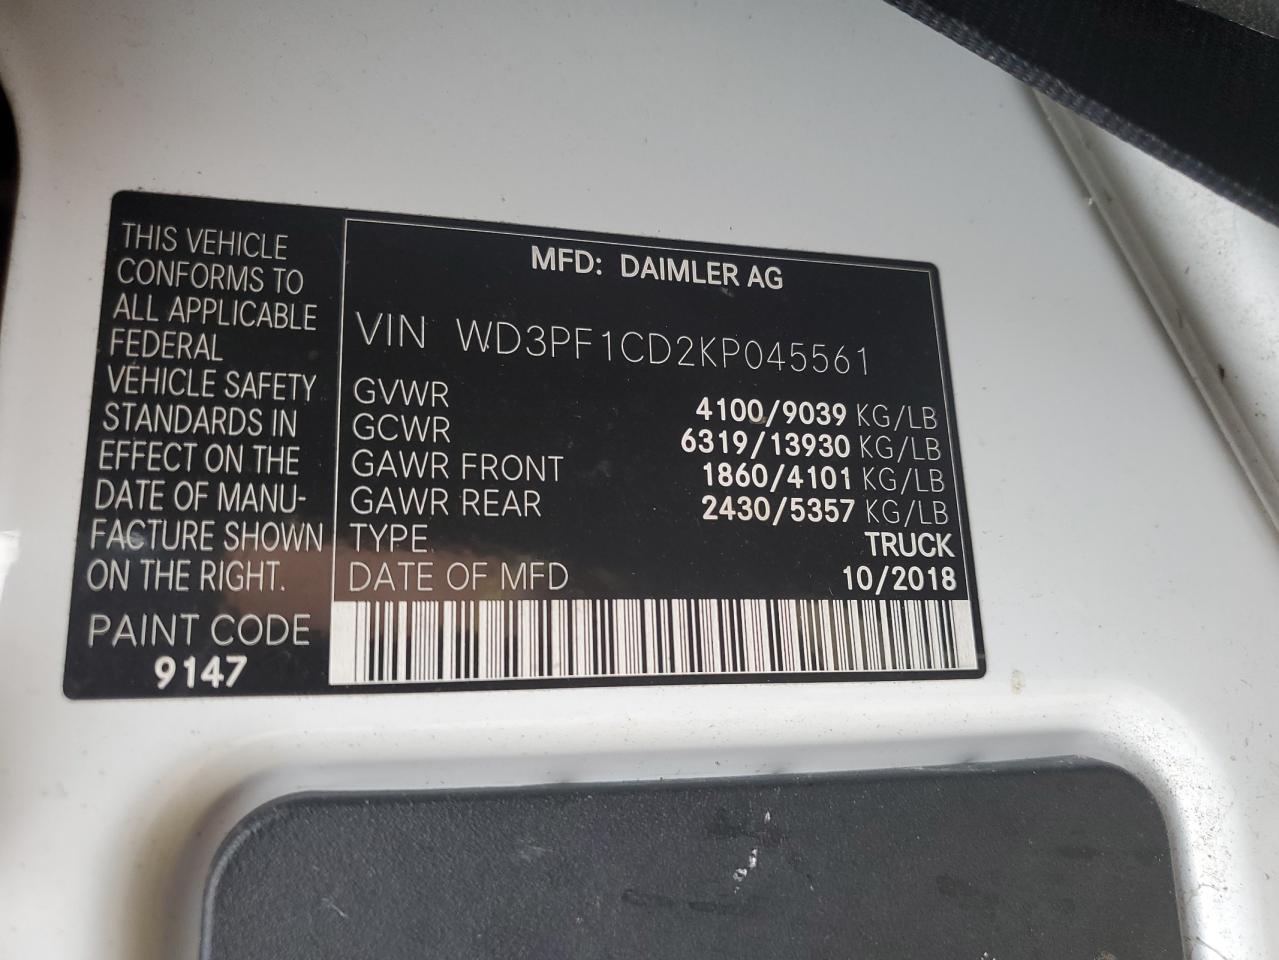 THIS VEHICLE
CONFORMS TO
ALL APPLICABLE
FEDERAL
VEHICLE SAFETY
STANDARDS IN
EFFECT ON THE
DATE OF MANU-
FACTURE SHOWN
ON THE RIGHT.
PAINT CODE
9147
MFD: DAIMLER AG
VIN WD3PF1CD2KP045561
GVWR 4100/9039 KG/LB
GCWR 6319/13930 KG/LB
GAWR FRONT 1860/4101 KG/LB
GAWR REAR 2430/5357 KG/LB
TYPE TRUCK
DATE OF MFD 10/2018